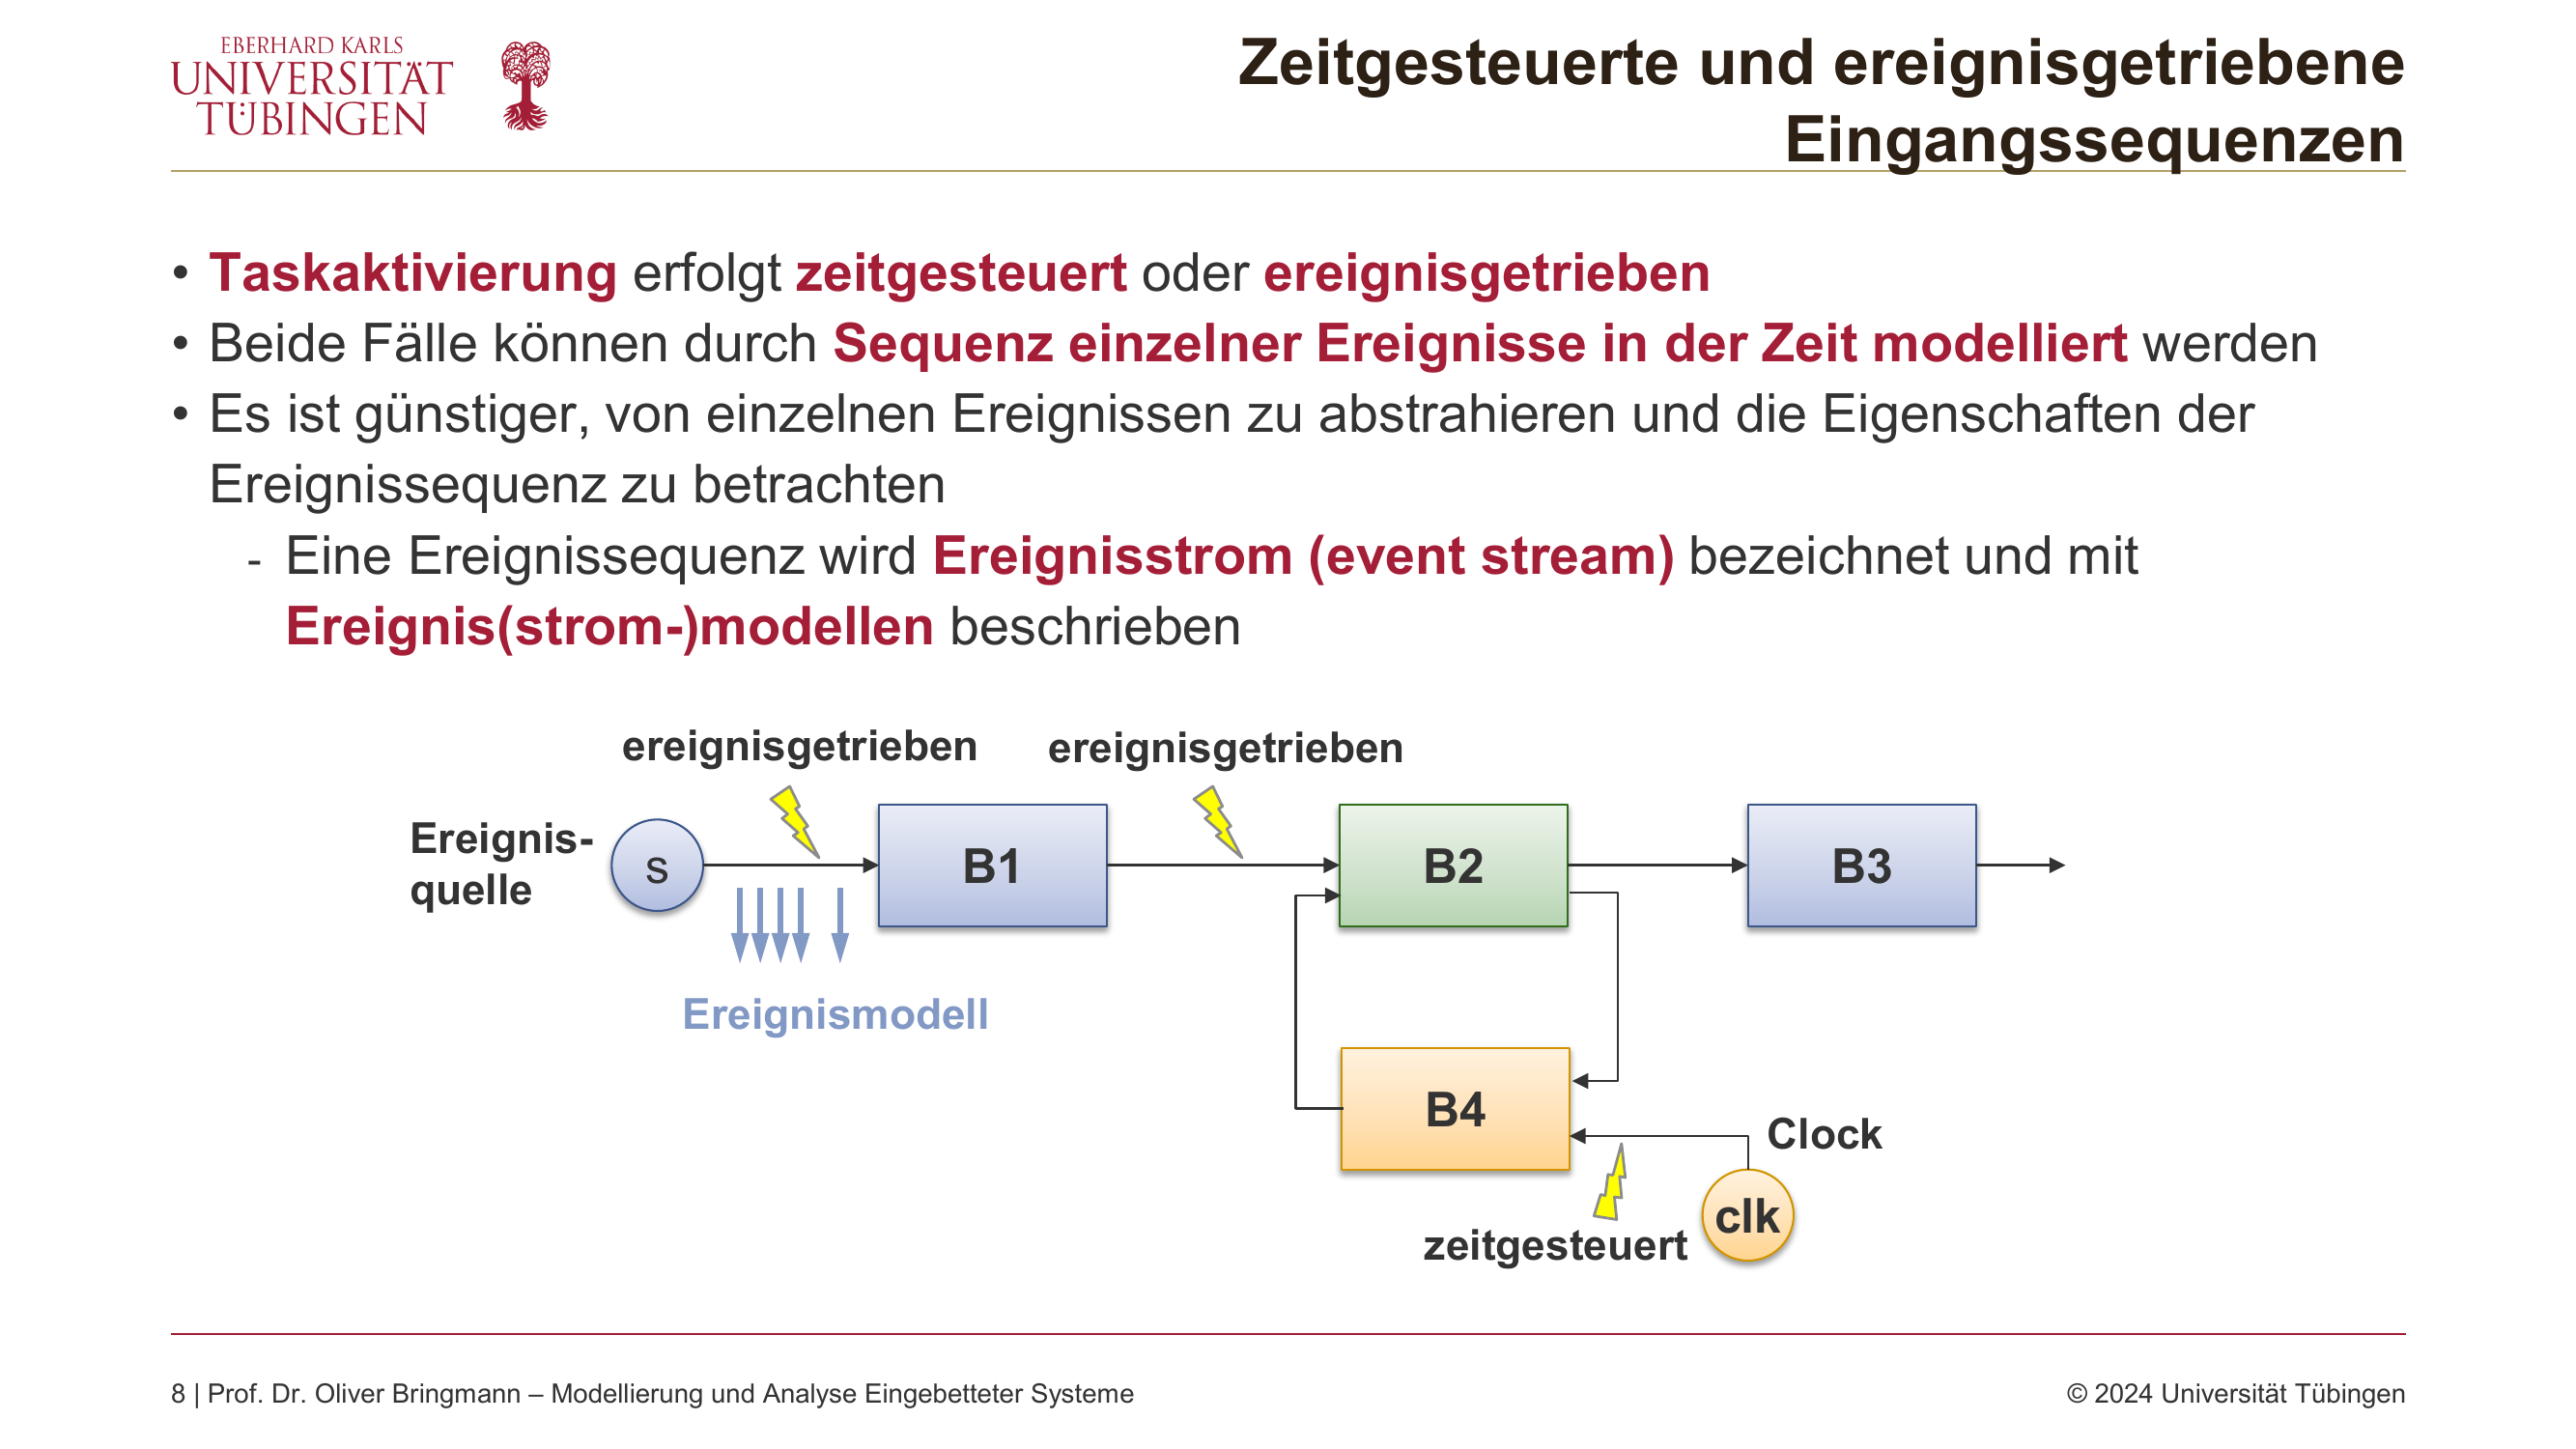 EBERHARD KARLS
UNIVERSITÄT
TÜBINGEN
Zeitgesteuerte und ereignisgetriebene
Eingangssequenzen
• Taskaktivierung erfolgt zeitgesteuert oder ereignisgetrieben
• Beide Fälle können durch Sequenz einzelner Ereignisse in der Zeit modelliert werden
• Es ist günstiger, von einzelnen Ereignissen zu abstrahieren und die Eigenschaften der
Ereignissequenz zu betrachten
- Eine Ereignissequenz wird Ereignisstrom (event stream) bezeichnet und mit
Ereignis(strom-)modellen beschrieben
ereignisgetrieben
ereignisgetrieben
Ereignis-
quelle
s
B1
B2
B3
Ereignismodell
B4
Clock
clk
zeitgesteuert
8 | Prof. Dr. Oliver Bringmann – Modellierung und Analyse Eingebetteter Systeme
© 2024 Universität Tübingen